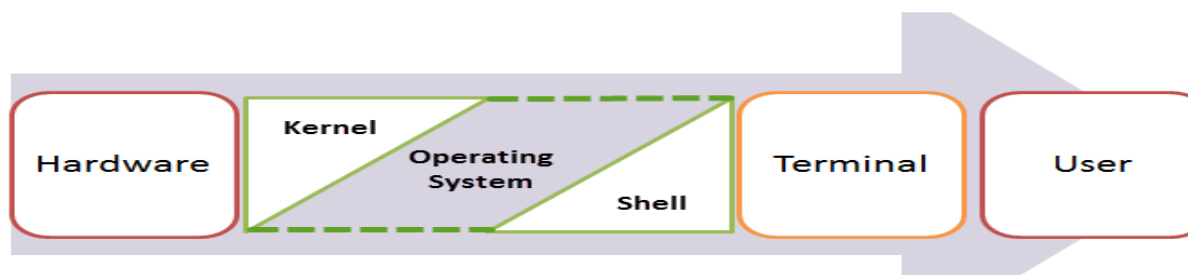 Hardware
Kernel
Operating
System
Shell
Terminal
User